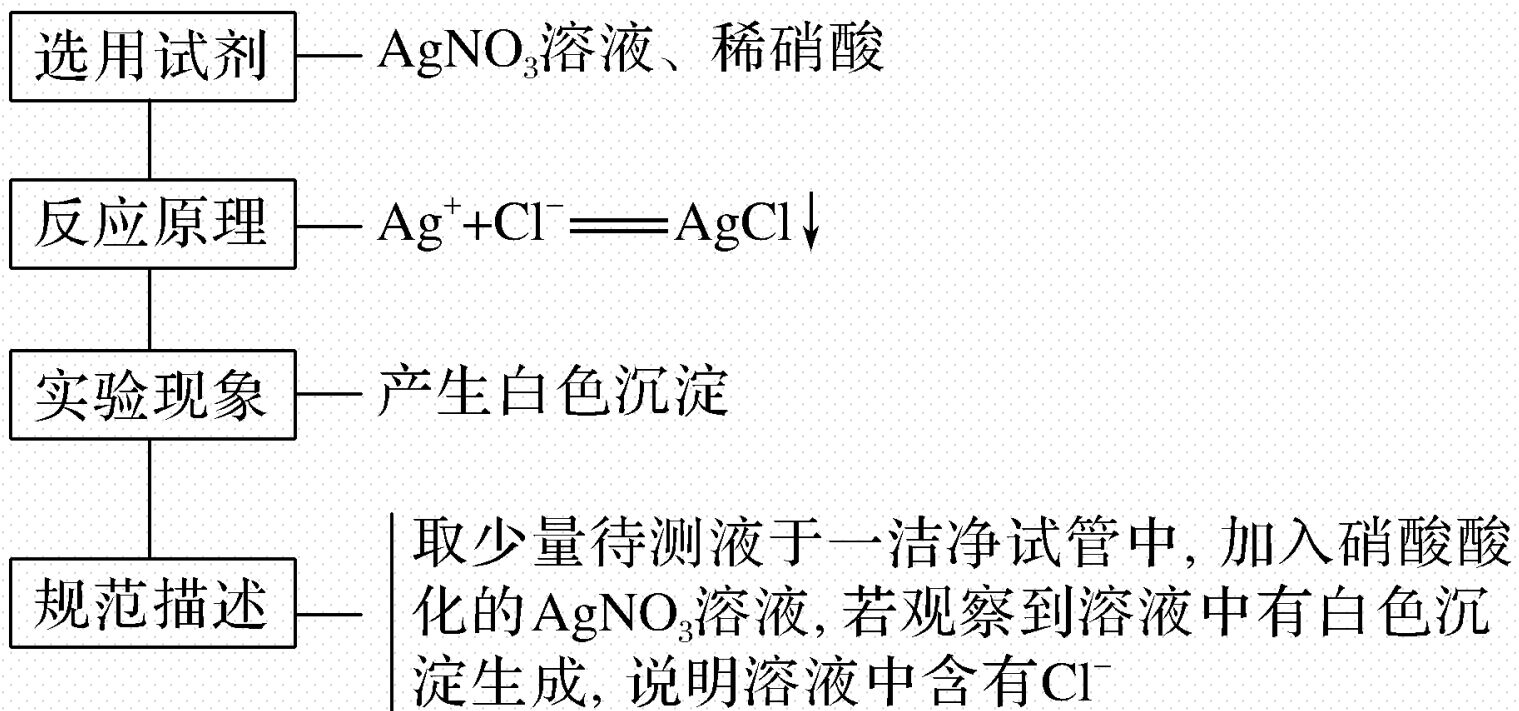 选用试剂 AgNO₃溶液、稀硝酸
反应原理 Ag⁺+Cl⁻══AgCl↓
实验现象 产生白色沉淀
规范描述
取少量待测液于一洁净试管中, 加入硝酸酸
化的AgNO₃溶液, 若观察到溶液中有白色沉
淀生成, 说明溶液中含有Cl⁻